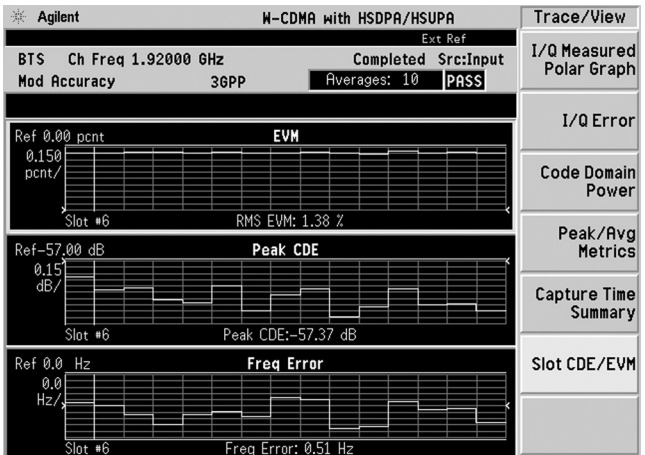 Agilent
W-CDMA with HSDPA/HSUPA
Trace/View
Ext Ref
BTS Ch Freq 1.92000 GHz
Completed Src:Input
Mod Accuracy
3GPP
Averages: 10 PASS
Ref 0.00 pcnt
EVM
0.150
pcnt/
Slot #6
RMS EVM: 1.38 %
Ref-57.00 dB
Peak CDE
0.15
dB/
Slot #6
Peak CDE:-57.37 dB
Ref 0.0 Hz
Freq Error
0.0
Hz/
Slot #6
Freq Error: 0.51 Hz
I/Q Measured
Polar Graph
I/Q Error
Code Domain
Power
Peak/Avg
Metrics
Capture Time
Summary
Slot CDE/EVM